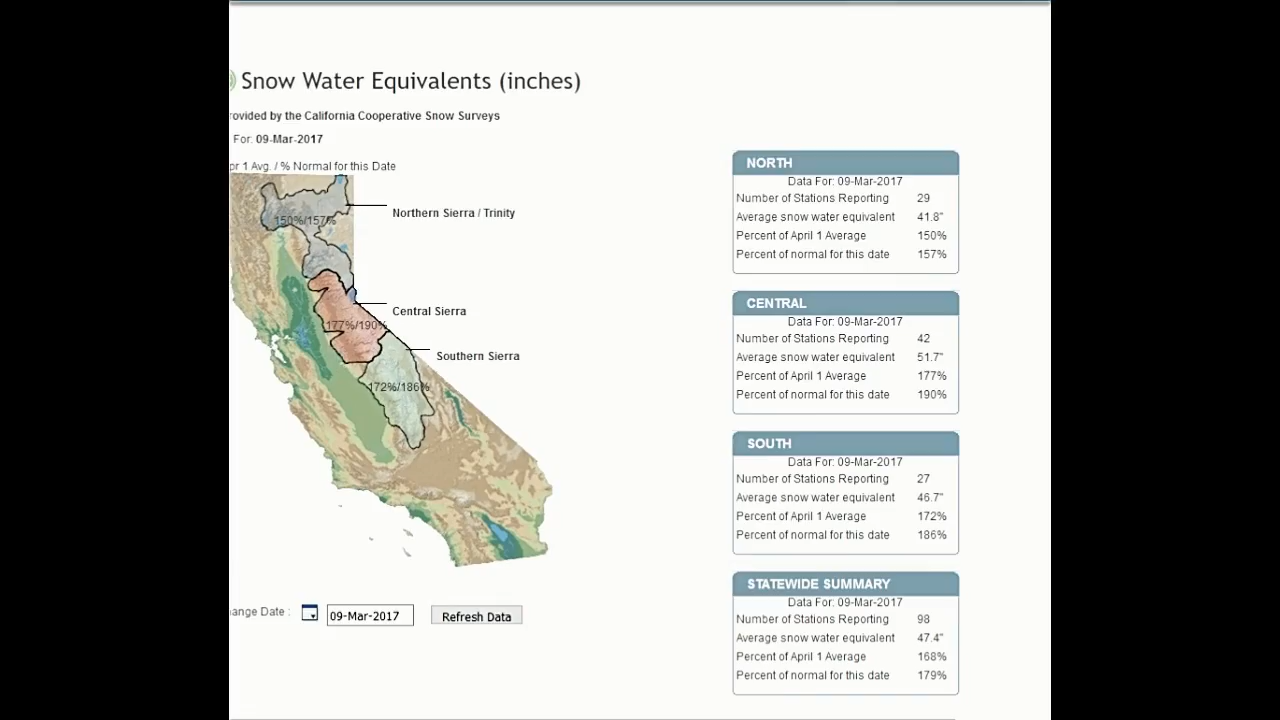 Snow Water Equivalents (inches)
rovided by the California Cooperative Snow Surveys
For: 09-Mar-2017
pr 1 Avg. / % Normal for this Date
150%/157%
Northern Sierra / Trinity
Central Sierra
177%/190%
Southern Sierra
172%/186%
ange Date :
09-Mar-2017
Refresh Data
NORTH
Data For: 09-Mar-2017
Number of Stations Reporting 29
Average snow water equivalent 41.8"
Percent of April 1 Average 150%
Percent of normal for this date 157%
CENTRAL
Data For: 09-Mar-2017
Number of Stations Reporting 42
Average snow water equivalent 51.7"
Percent of April 1 Average 177%
Percent of normal for this date 190%
SOUTH
Data For: 09-Mar-2017
Number of Stations Reporting 27
Average snow water equivalent 46.7"
Percent of April 1 Average 172%
Percent of normal for this date 186%
STATEWIDE SUMMARY
Data For: 09-Mar-2017
Number of Stations Reporting 98
Average snow water equivalent 47.4"
Percent of April 1 Average 168%
Percent of normal for this date 179%